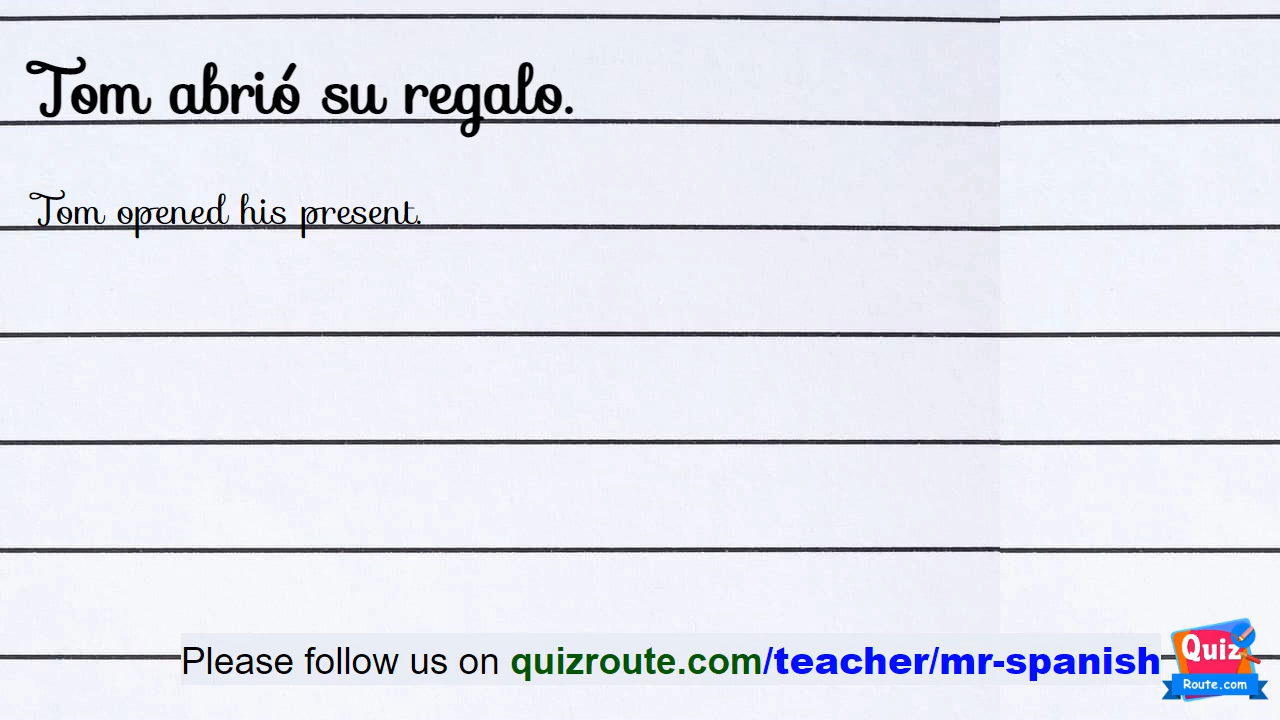 Tom abrió su regalo.
Tom opened his present.
Please follow us on quizroute.com/teacher/mr-spanish
Quiz
Route.com